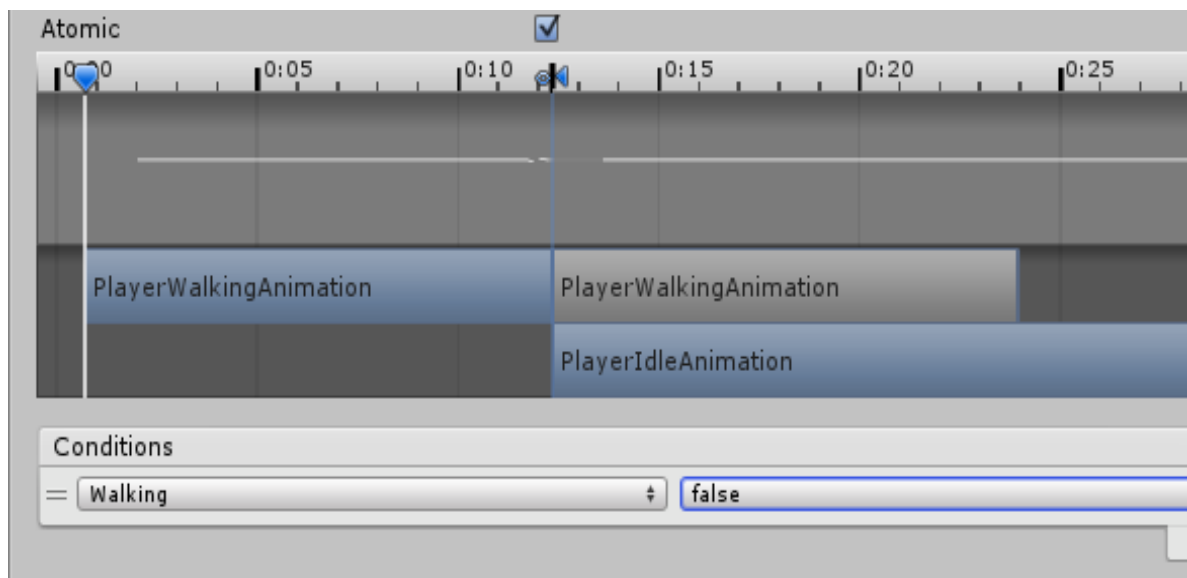 Atomic
0:00 0:05 0:10 0:15 0:20 0:25
PlayerWalkingAnimation PlayerWalkingAnimation
PlayerIdleAnimation
Conditions
Walking false